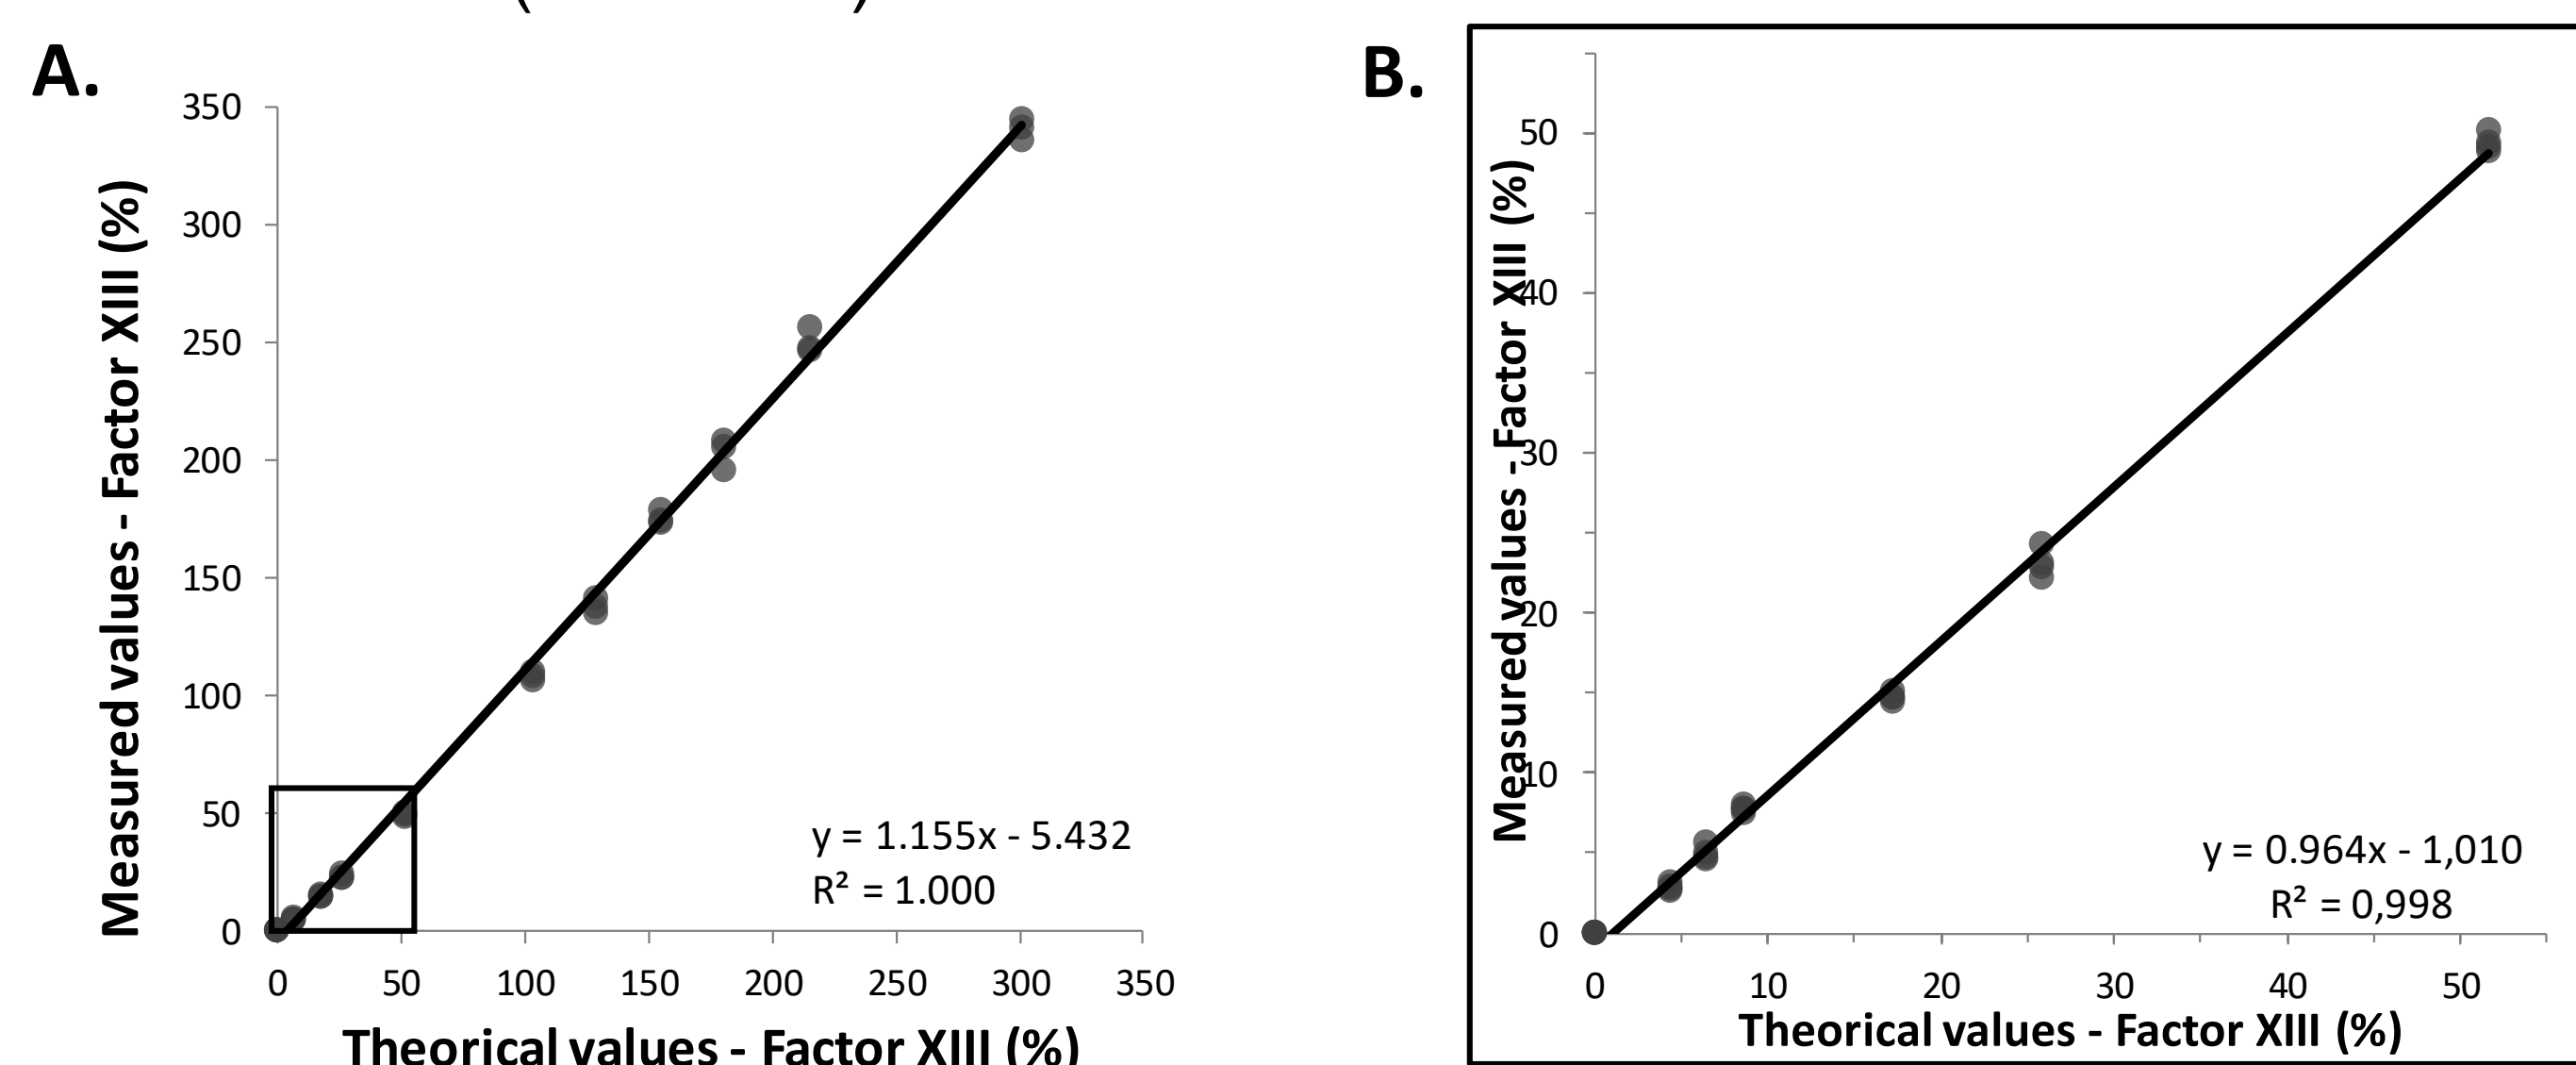 A.
Measured values - Factor XIII (%)
350
300
250
200
150
100
50
0
y = 1.155x - 5.432
R² = 1.000
0 50 100 150 200 250 300 350
Theorical values - Factor XIII (%)
B.
Measured values - Factor XIII (%)
50
40
30
20
10
0
y = 0.964x - 1,010
R² = 0,998
0 10 20 30 40 50
Theorical values - Factor XIII (%)